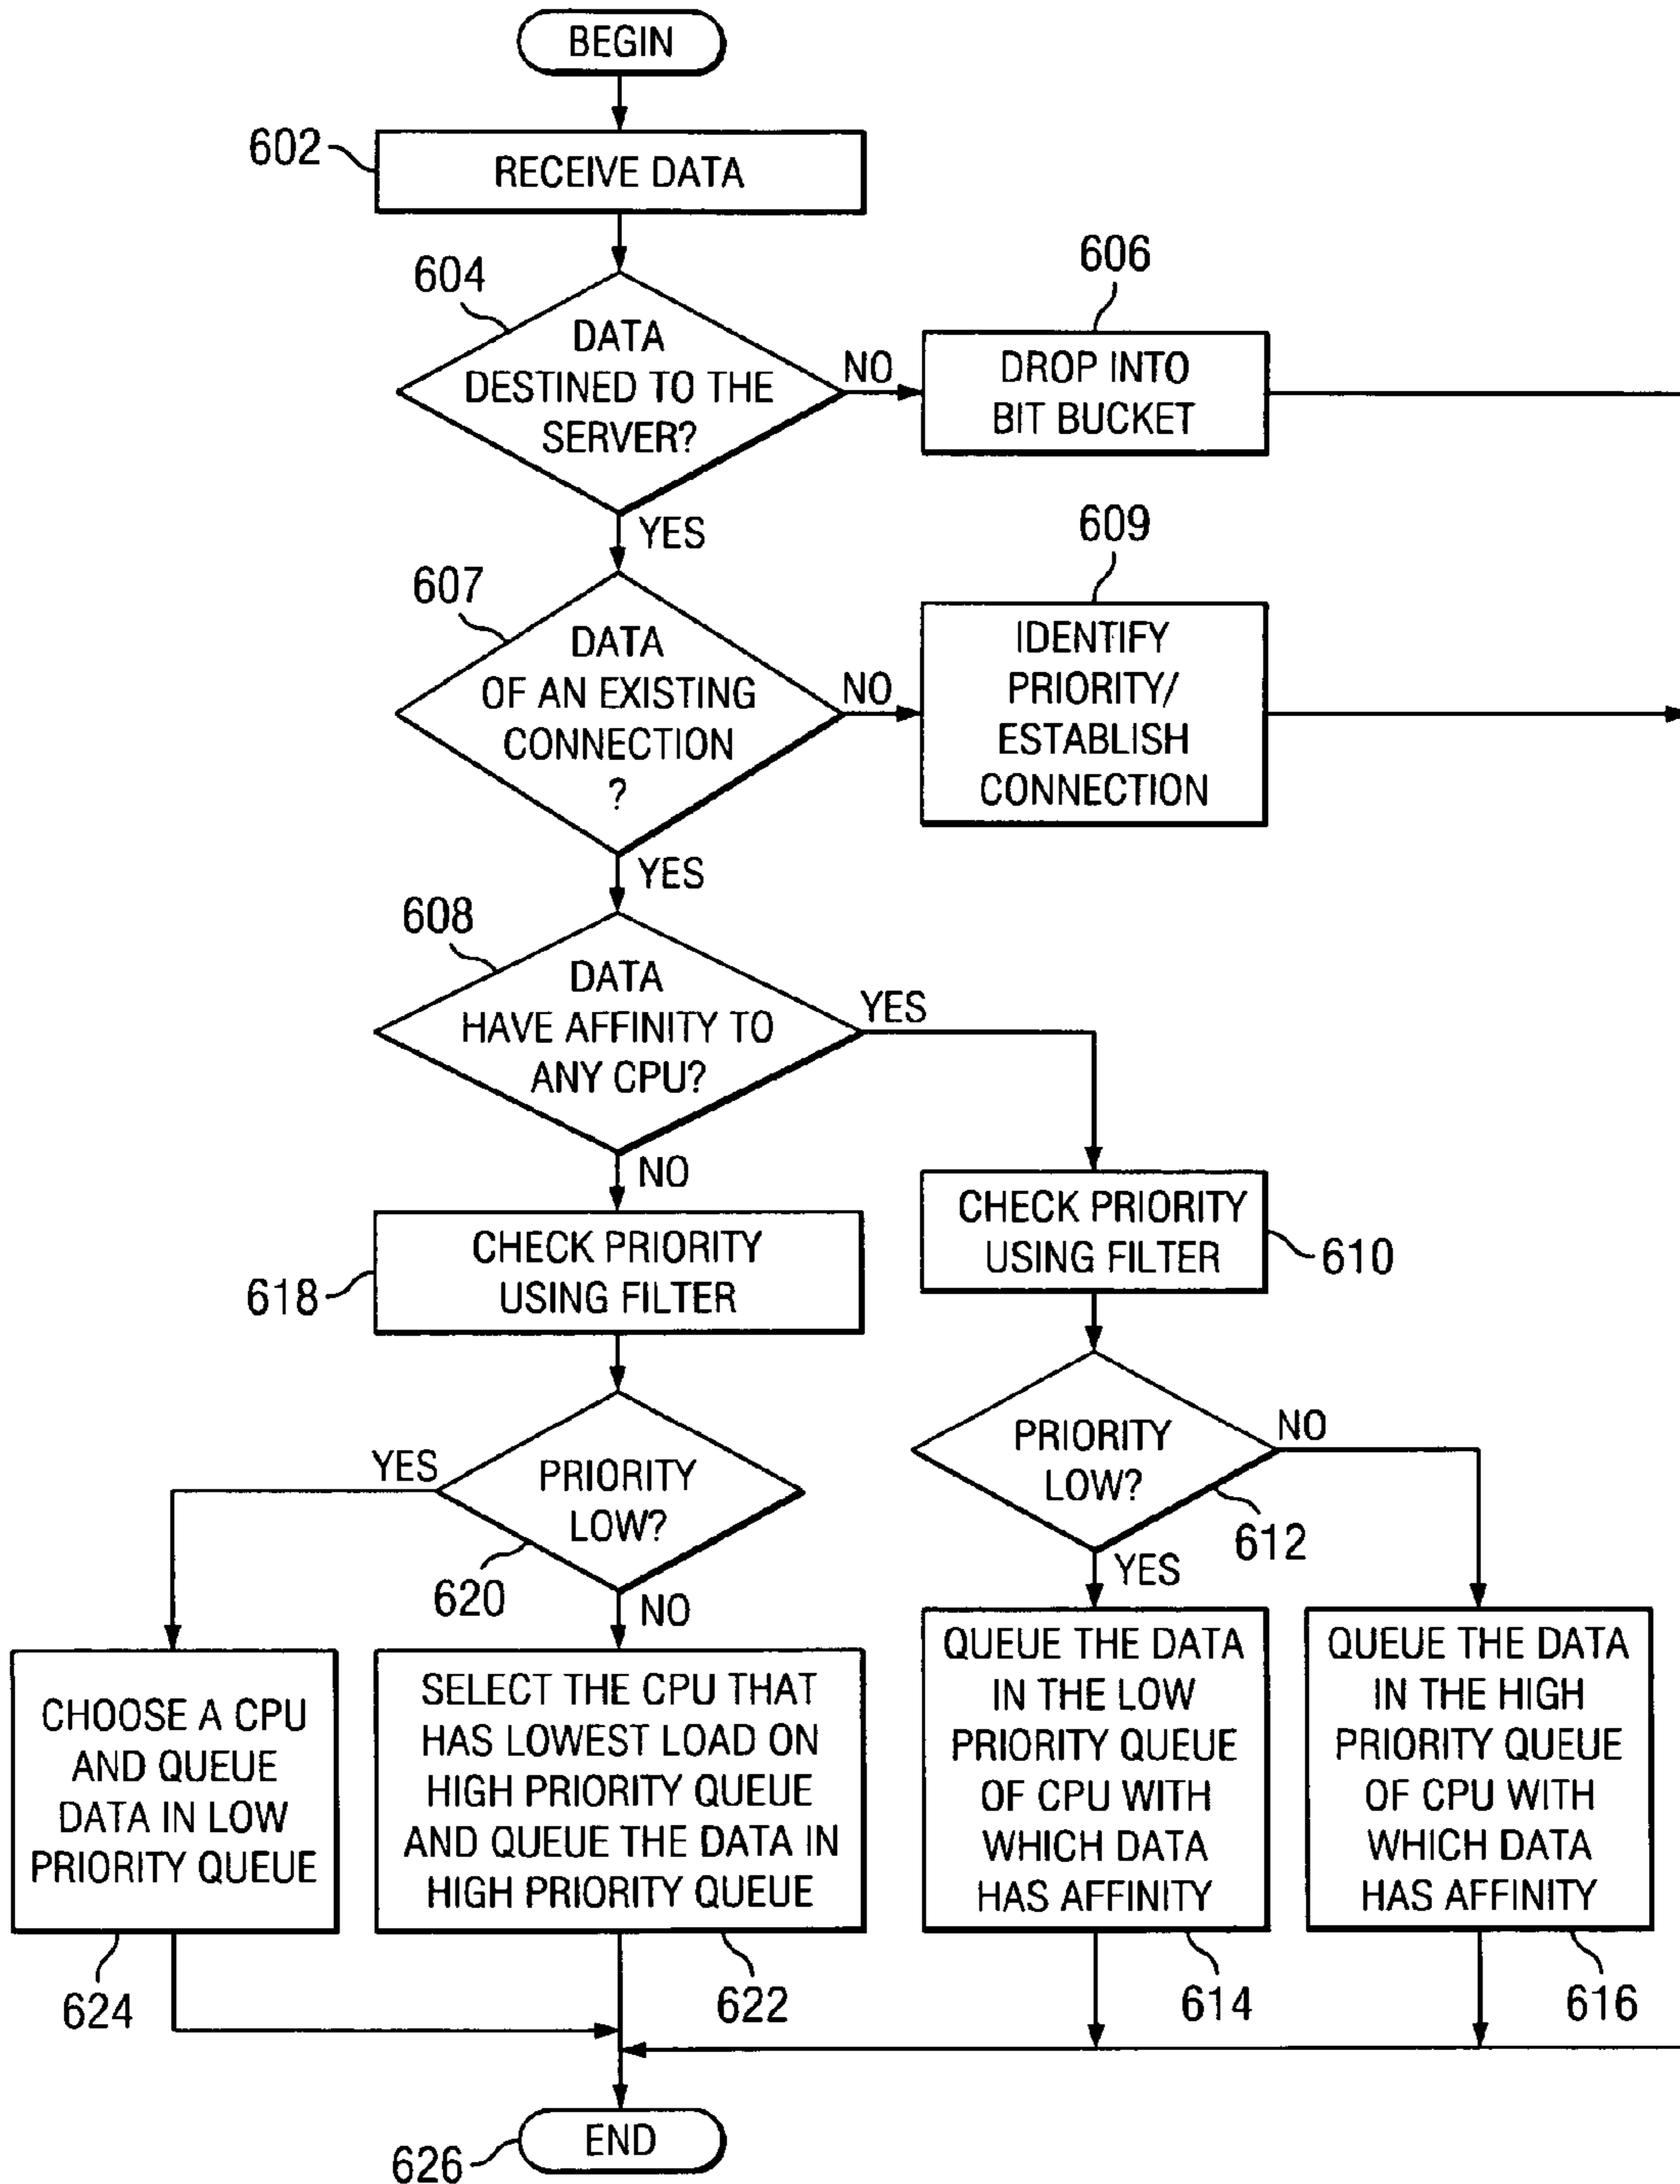 BEGIN
602
RECEIVE DATA
604
DATA
DESTINED TO THE
SERVER?
NO
606
DROP INTO
BIT BUCKET
YES
607
DATA
OF AN EXISTING
CONNECTION
?
NO
609
IDENTIFY
PRIORITY/
ESTABLISH
CONNECTION
YES
608
DATA
HAVE AFFINITY TO
ANY CPU?
YES
NO
618
CHECK PRIORITY
USING FILTER
CHECK PRIORITY
USING FILTER
610
YES
PRIORITY
LOW?
620
NO
PRIORITY
LOW?
NO
612
YES
CHOOSE A CPU
AND QUEUE
DATA IN LOW
PRIORITY QUEUE
624
SELECT THE CPU THAT
HAS LOWEST LOAD ON
HIGH PRIORITY QUEUE
AND QUEUE THE DATA IN
HIGH PRIORITY QUEUE
622
QUEUE THE DATA
IN THE LOW
PRIORITY QUEUE
OF CPU WITH
WHICH DATA
HAS AFFINITY
614
QUEUE THE DATA
IN THE HIGH
PRIORITY QUEUE
OF CPU WITH
WHICH DATA
HAS AFFINITY
616
626
END